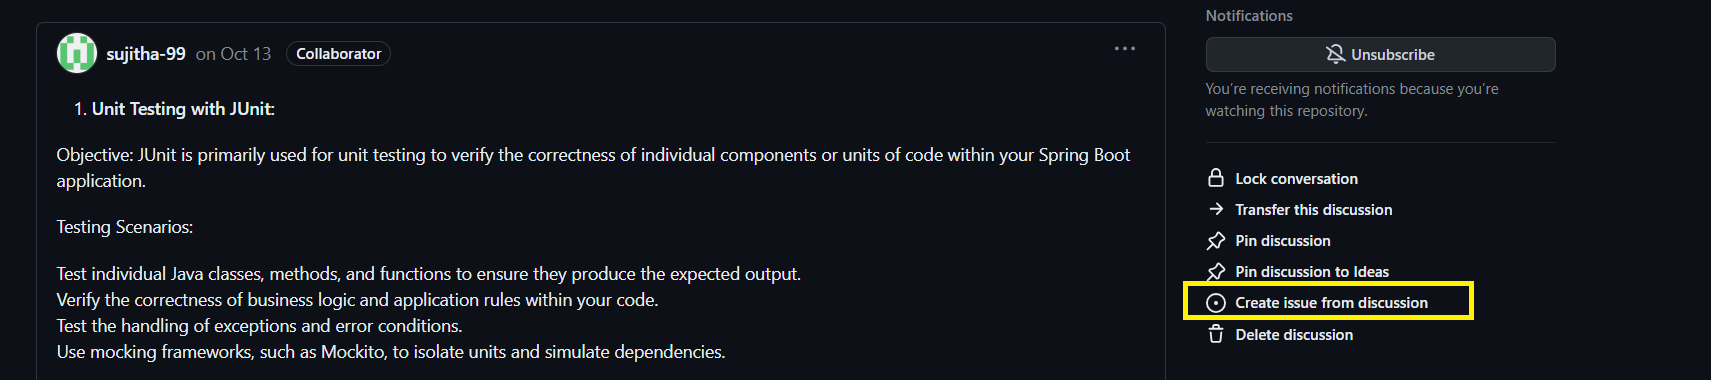 sujitha-99 on Oct 13 Collaborator
1. Unit Testing with JUnit:
Objective: JUnit is primarily used for unit testing to verify the correctness of individual components or units of code within your Spring Boot
application.
Testing Scenarios:
Test individual Java classes, methods, and functions to ensure they produce the expected output.
Verify the correctness of business logic and application rules within your code.
Test the handling of exceptions and error conditions.
Use mocking frameworks, such as Mockito, to isolate units and simulate dependencies.
Notifications
Unsubscribe
You’re receiving notifications because you’re
watching this repository.
Lock conversation
Transfer this discussion
Pin discussion
Pin discussion to Ideas
Create issue from discussion
Delete discussion